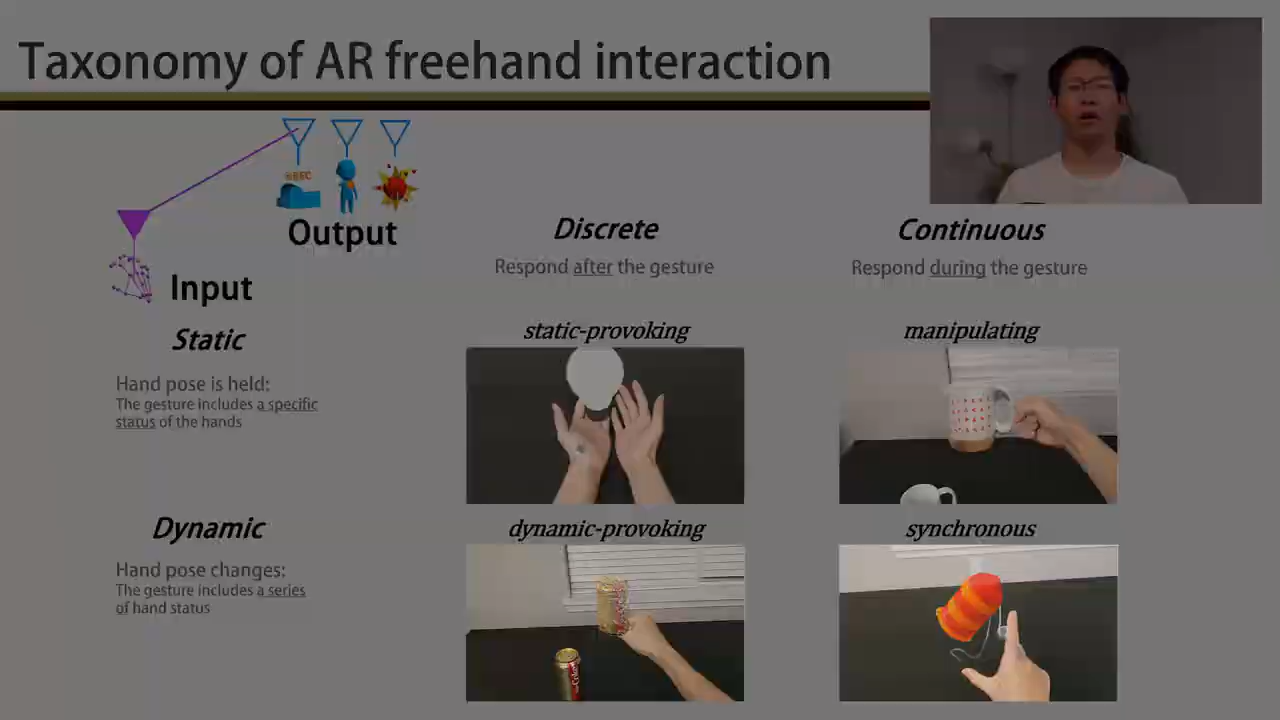 Taxonomy of AR freehand interaction
Output
Input
Discrete
Respond after the gesture
Continuous
Respond during the gesture
Static
Hand pose is held:
The gesture includes a specific
status of the hands
static-provoking
manipulating
Dynamic
Hand pose changes:
The gesture includes a series
of hand status
dynamic-provoking
synchronous